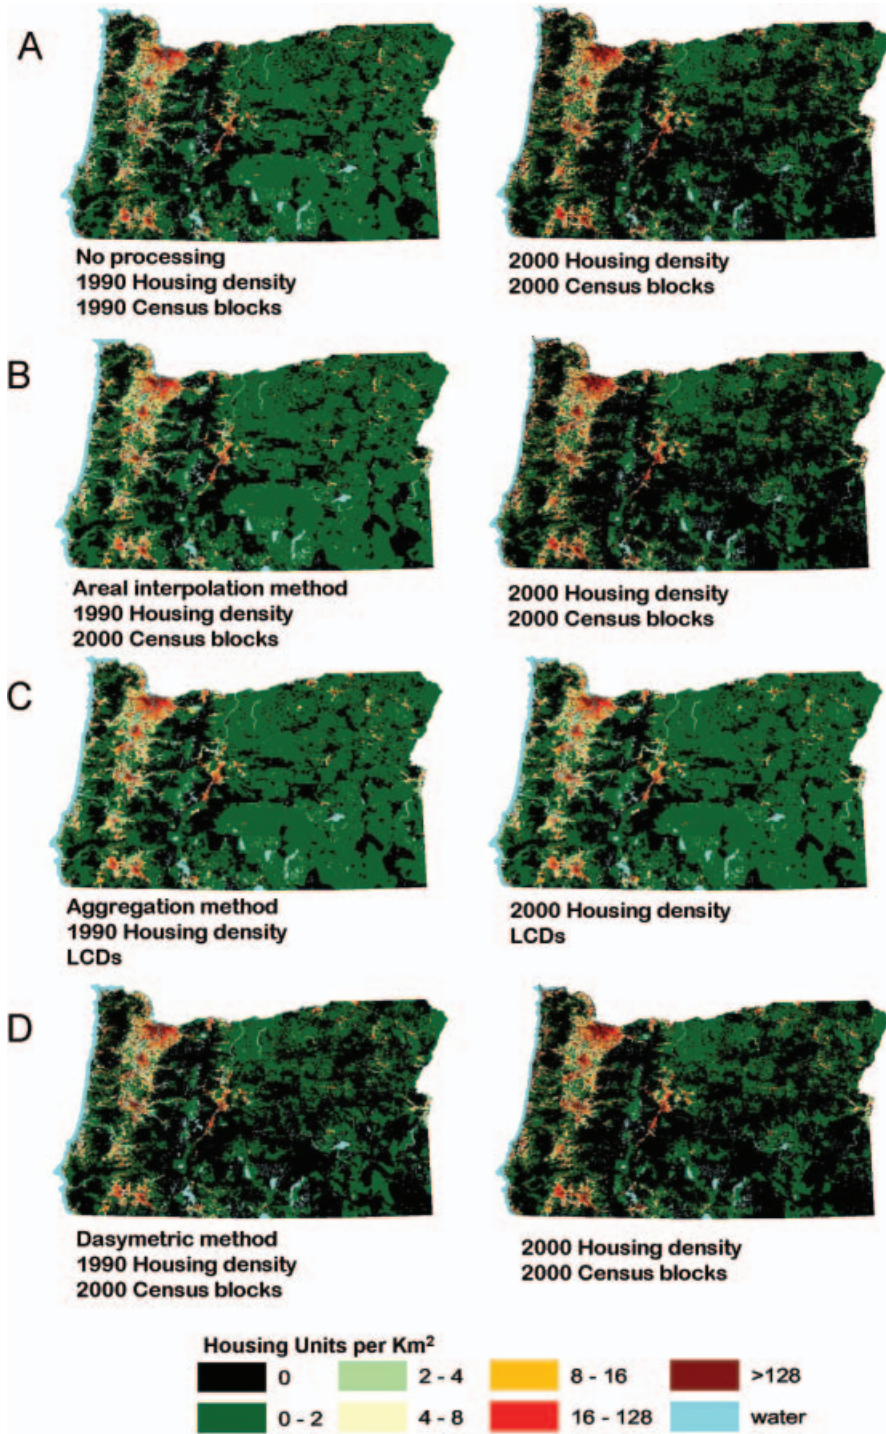 A
No processing
1990 Housing density
1990 Census blocks
2000 Housing density
2000 Census blocks
B
Areal interpolation method
1990 Housing density
2000 Census blocks
2000 Housing density
2000 Census blocks
C
Aggregation method
1990 Housing density
LCDs
2000 Housing density
LCDs
D
Dasymetric method
1990 Housing density
2000 Census blocks
2000 Housing density
2000 Census blocks
Housing Units per Km²
0
2 - 4
8 - 16
>128
0 - 2
4 - 8
16 - 128
water